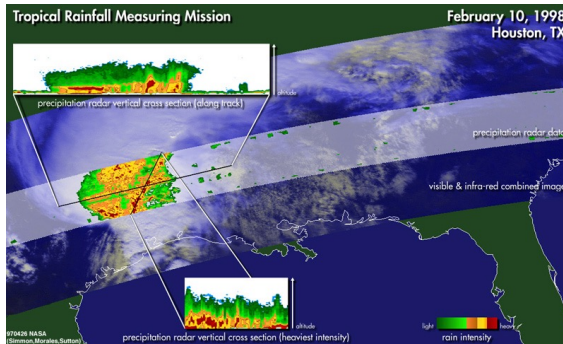 Tropical Rainfall Measuring Mission
February 10, 1998
Houston, TX
altitude
precipitation radar vertical cross section (along track)
precipitation radar data
visible & infra-red combined image
altitude
precipitation radar vertical cross section (heaviest intensity)
light
heavy
rain intensity
970426 NASA
(Simmon,Morales,Sutton)